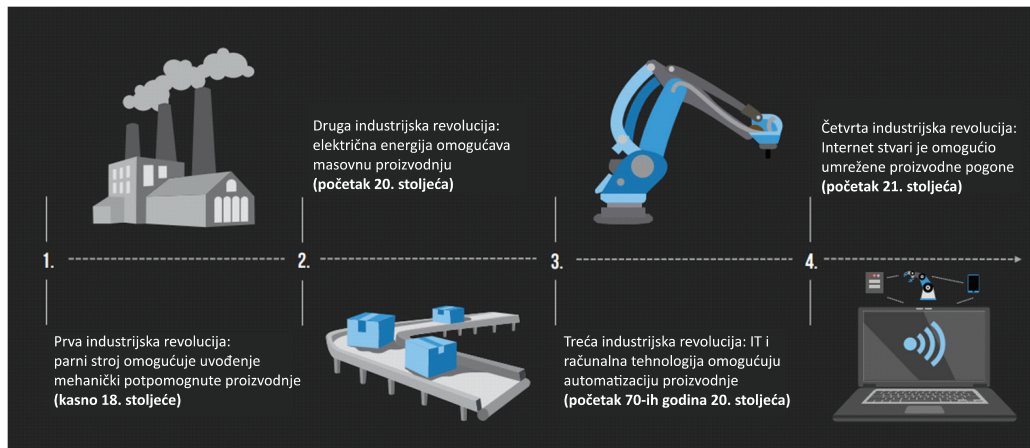 1.
Prva industrijska revolucija:
parni stroj omogućuje uvođenje
mehanički potpomognute proizvodnje
(kasno 18. stoljeće)
2.
Druga industrijska revolucija:
električna energija omogućava
masovnu proizvodnju
(početak 20. stoljeća)
3.
Treća industrijska revolucija: IT i
računalna tehnologija omogućuju
automatizaciju proizvodnje
(početak 70-ih godina 20. stoljeća)
4.
Četvrta industrijska revolucija:
Internet stvari je omogućio
umrežene proizvodne pogone
(početak 21. stoljeća)